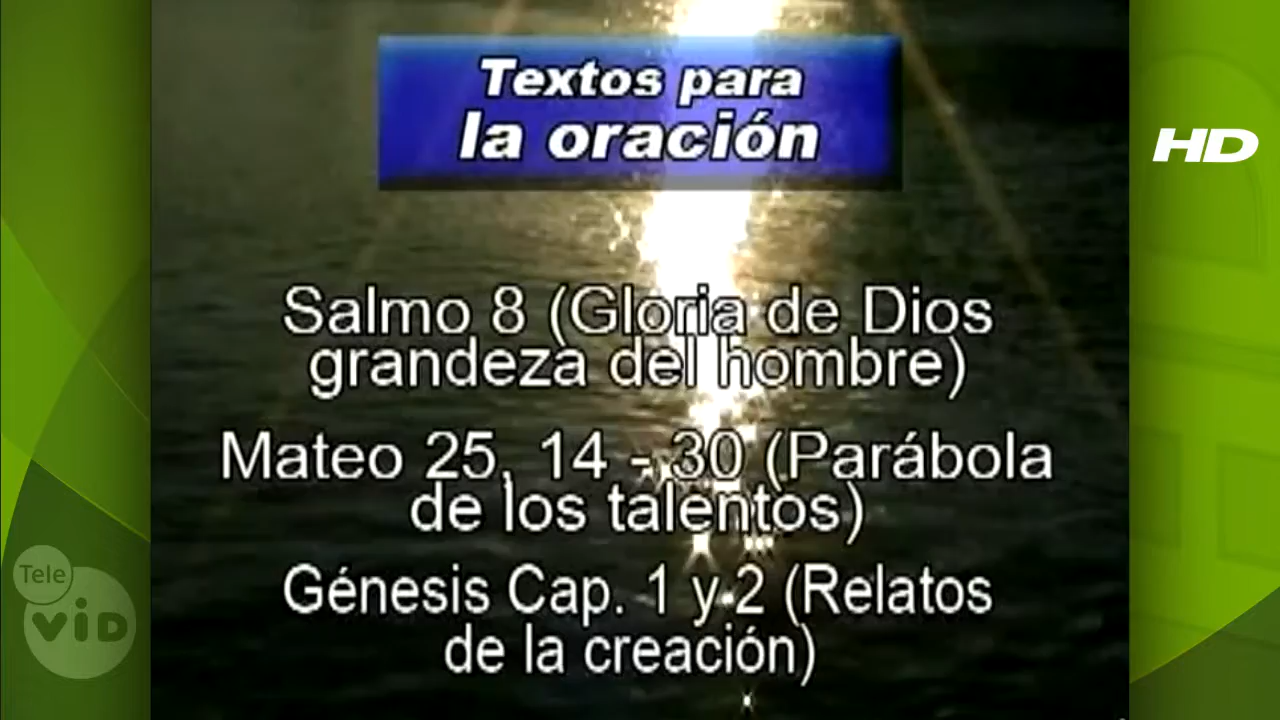 Textos para
la oración
HD
Salmo 8 (Gloria de Dios
grandeza del hombre)
Mateo 25, 14 - 30 (Parábola
de los talentos)
Génesis Cap. 1 y 2 (Relatos
de la creación)
Tele
ViD